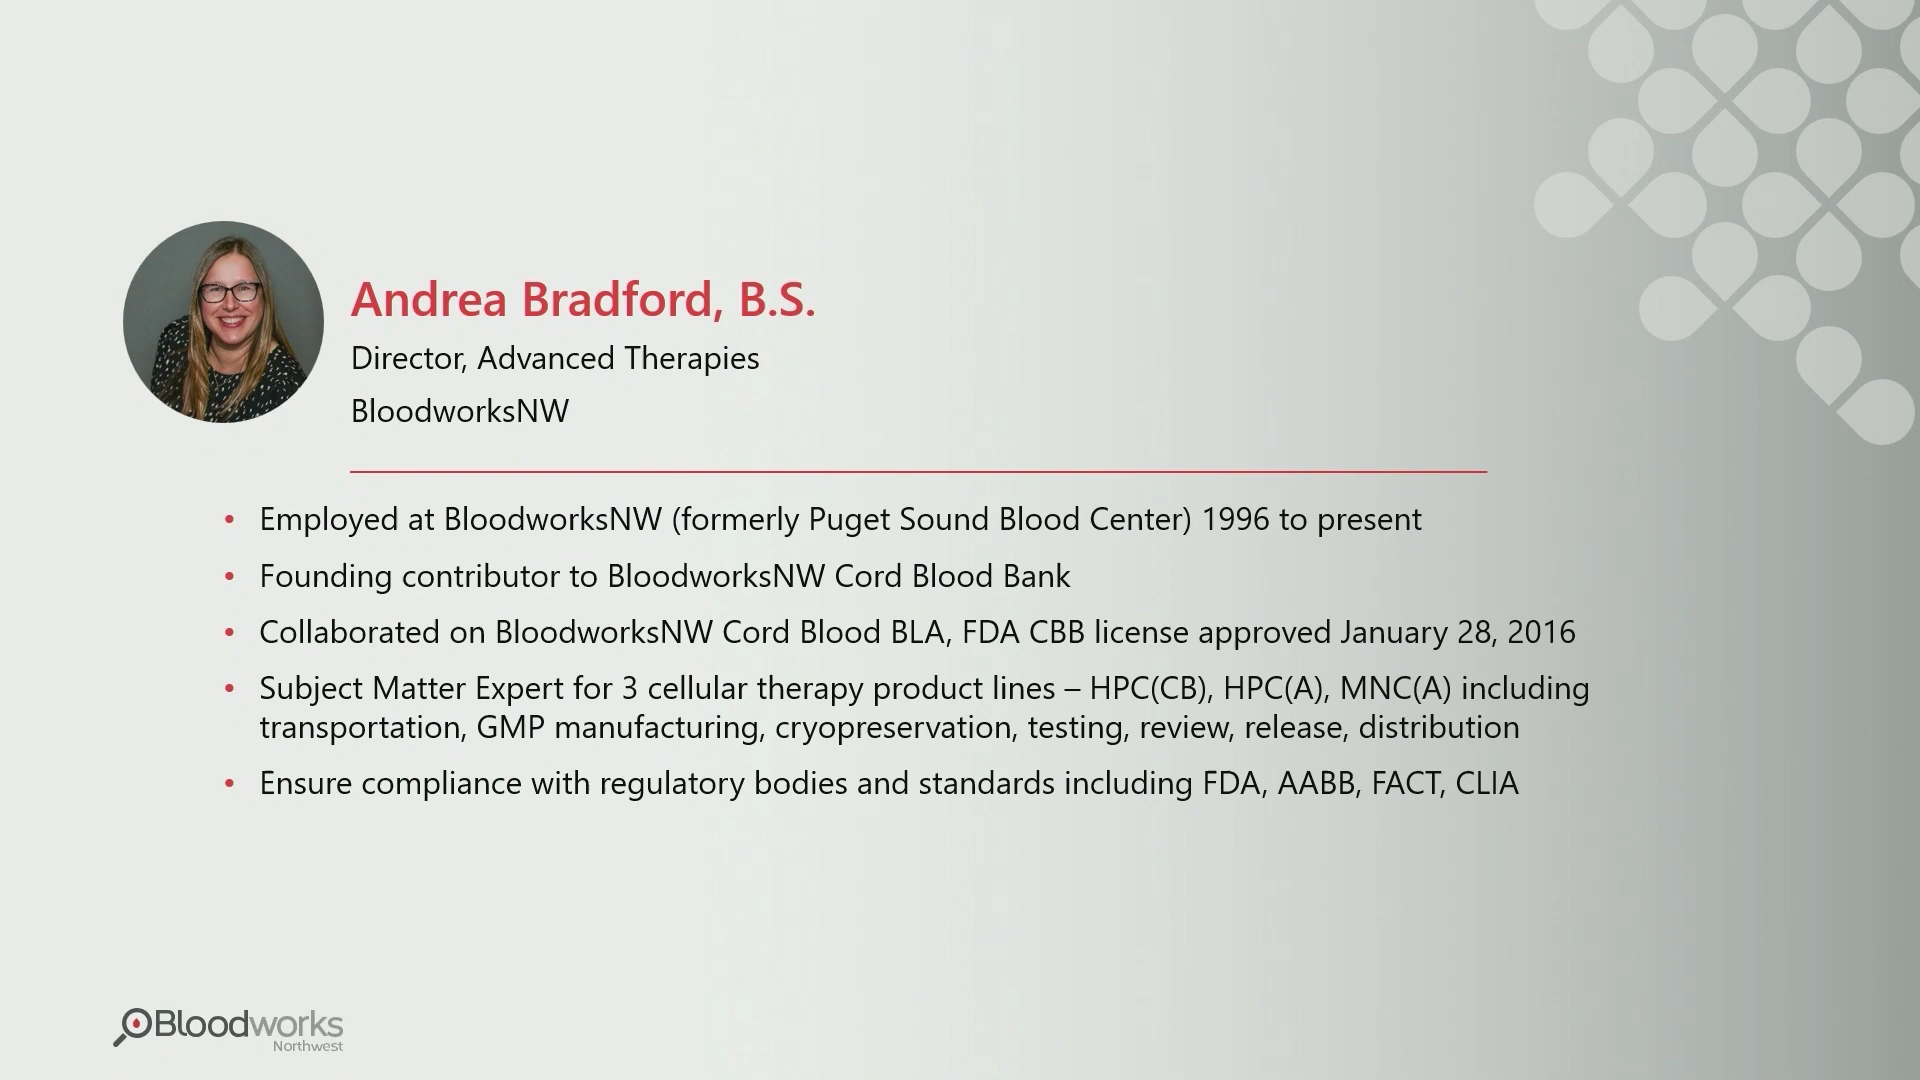 Andrea Bradford, B.S.
Director, Advanced Therapies
BloodworksNW
• Employed at BloodworksNW (formerly Puget Sound Blood Center) 1996 to present
• Founding contributor to BloodworksNW Cord Blood Bank
• Collaborated on BloodworksNW Cord Blood BLA, FDA CBB license approved January 28, 2016
• Subject Matter Expert for 3 cellular therapy product lines – HPC(CB), HPC(A), MNC(A) including
transportation, GMP manufacturing, cryopreservation, testing, review, release, distribution
• Ensure compliance with regulatory bodies and standards including FDA, AABB, FACT, CLIA
Bloodworks
Northwest